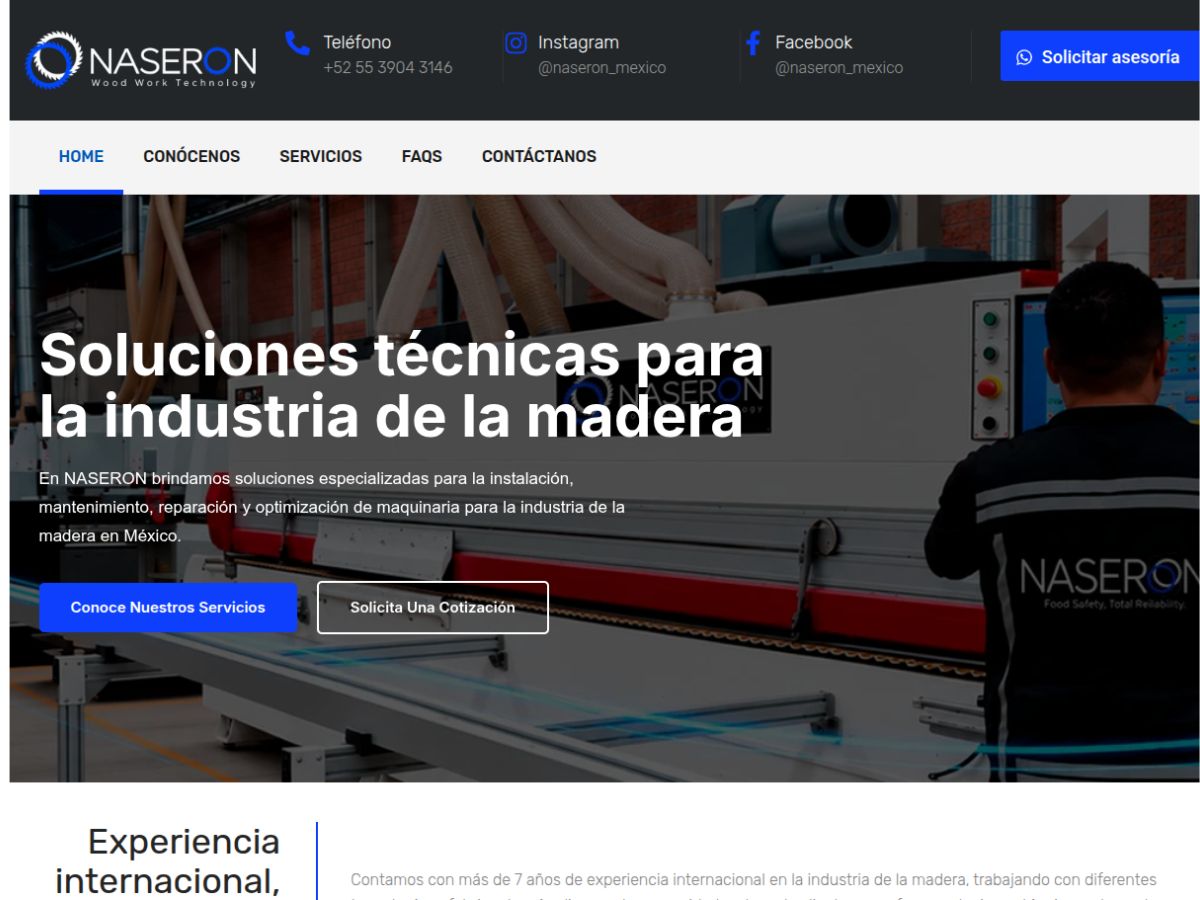 NASERON
Wood Work Technology
Teléfono
+52 55 3904 3146
Instagram
@naseron_mexico
Facebook
@naseron_mexico
Solicitar asesoría
HOME
CONÓCENOS
SERVICIOS
FAQS
CONTÁCTANOS
Soluciones técnicas para
la industria de la madera
NASERON
En NASERON brindamos soluciones especializadas para la instalación,
mantenimiento, reparación y optimización de maquinaria para la industria de la
madera en México.
Conoce Nuestros Servicios
Solicita Una Cotización
NASERON
Food Safety, Total Reliability.
Experiencia
internacional,
Contamos con más de 7 años de experiencia internacional en la industria de la madera, trabajando con diferentes